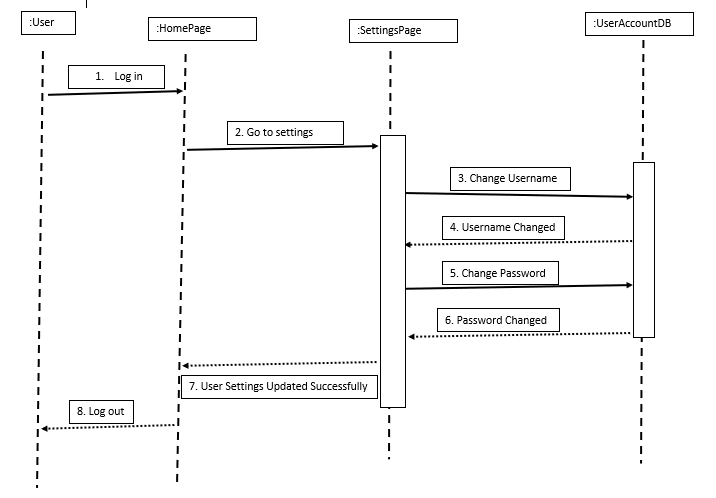 :User
:HomePage
:SettingsPage
:UserAccountDB
1. Log in
2. Go to settings
3. Change Username
4. Username Changed
5. Change Password
6. Password Changed
7. User Settings Updated Successfully
8. Log out